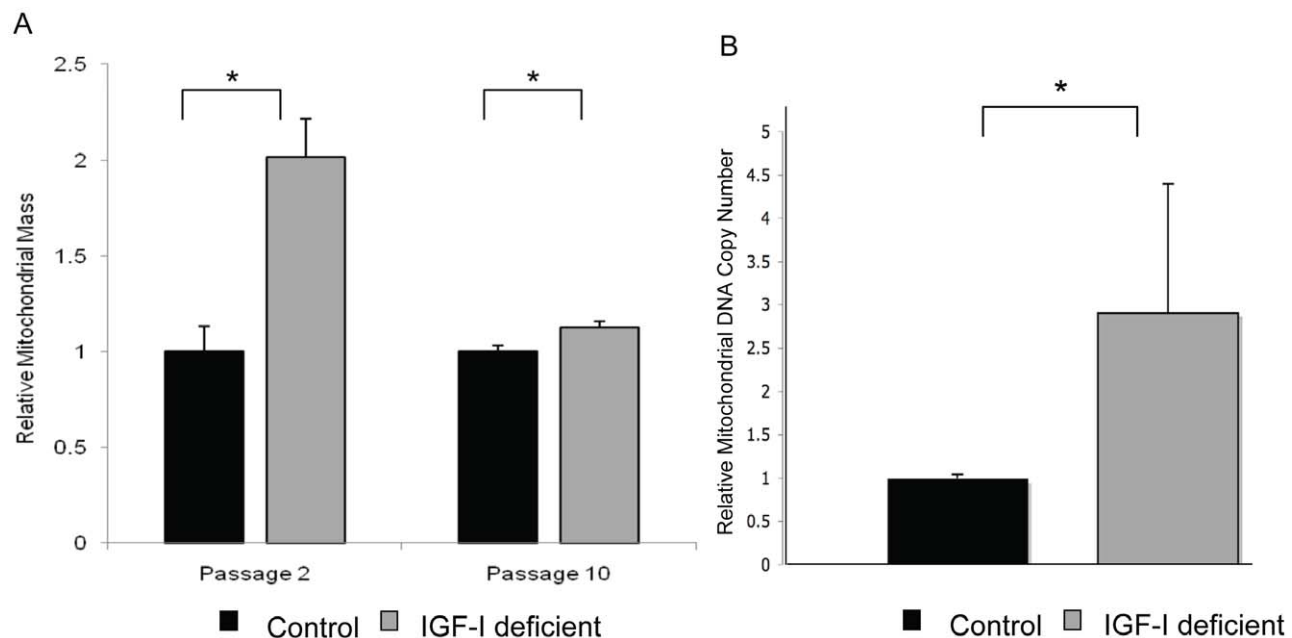 A
Relative Mitochondrial Mass
2.5
2
1.5
1
0.5
0
*
*
Passage 2
Passage 10
Control
IGF-I deficient
B
Relative Mitochondrial DNA Copy Number
5
4.5
4
3.5
3
2.5
2
1.5
1
0.5
0
*
Control
IGF-I deficient